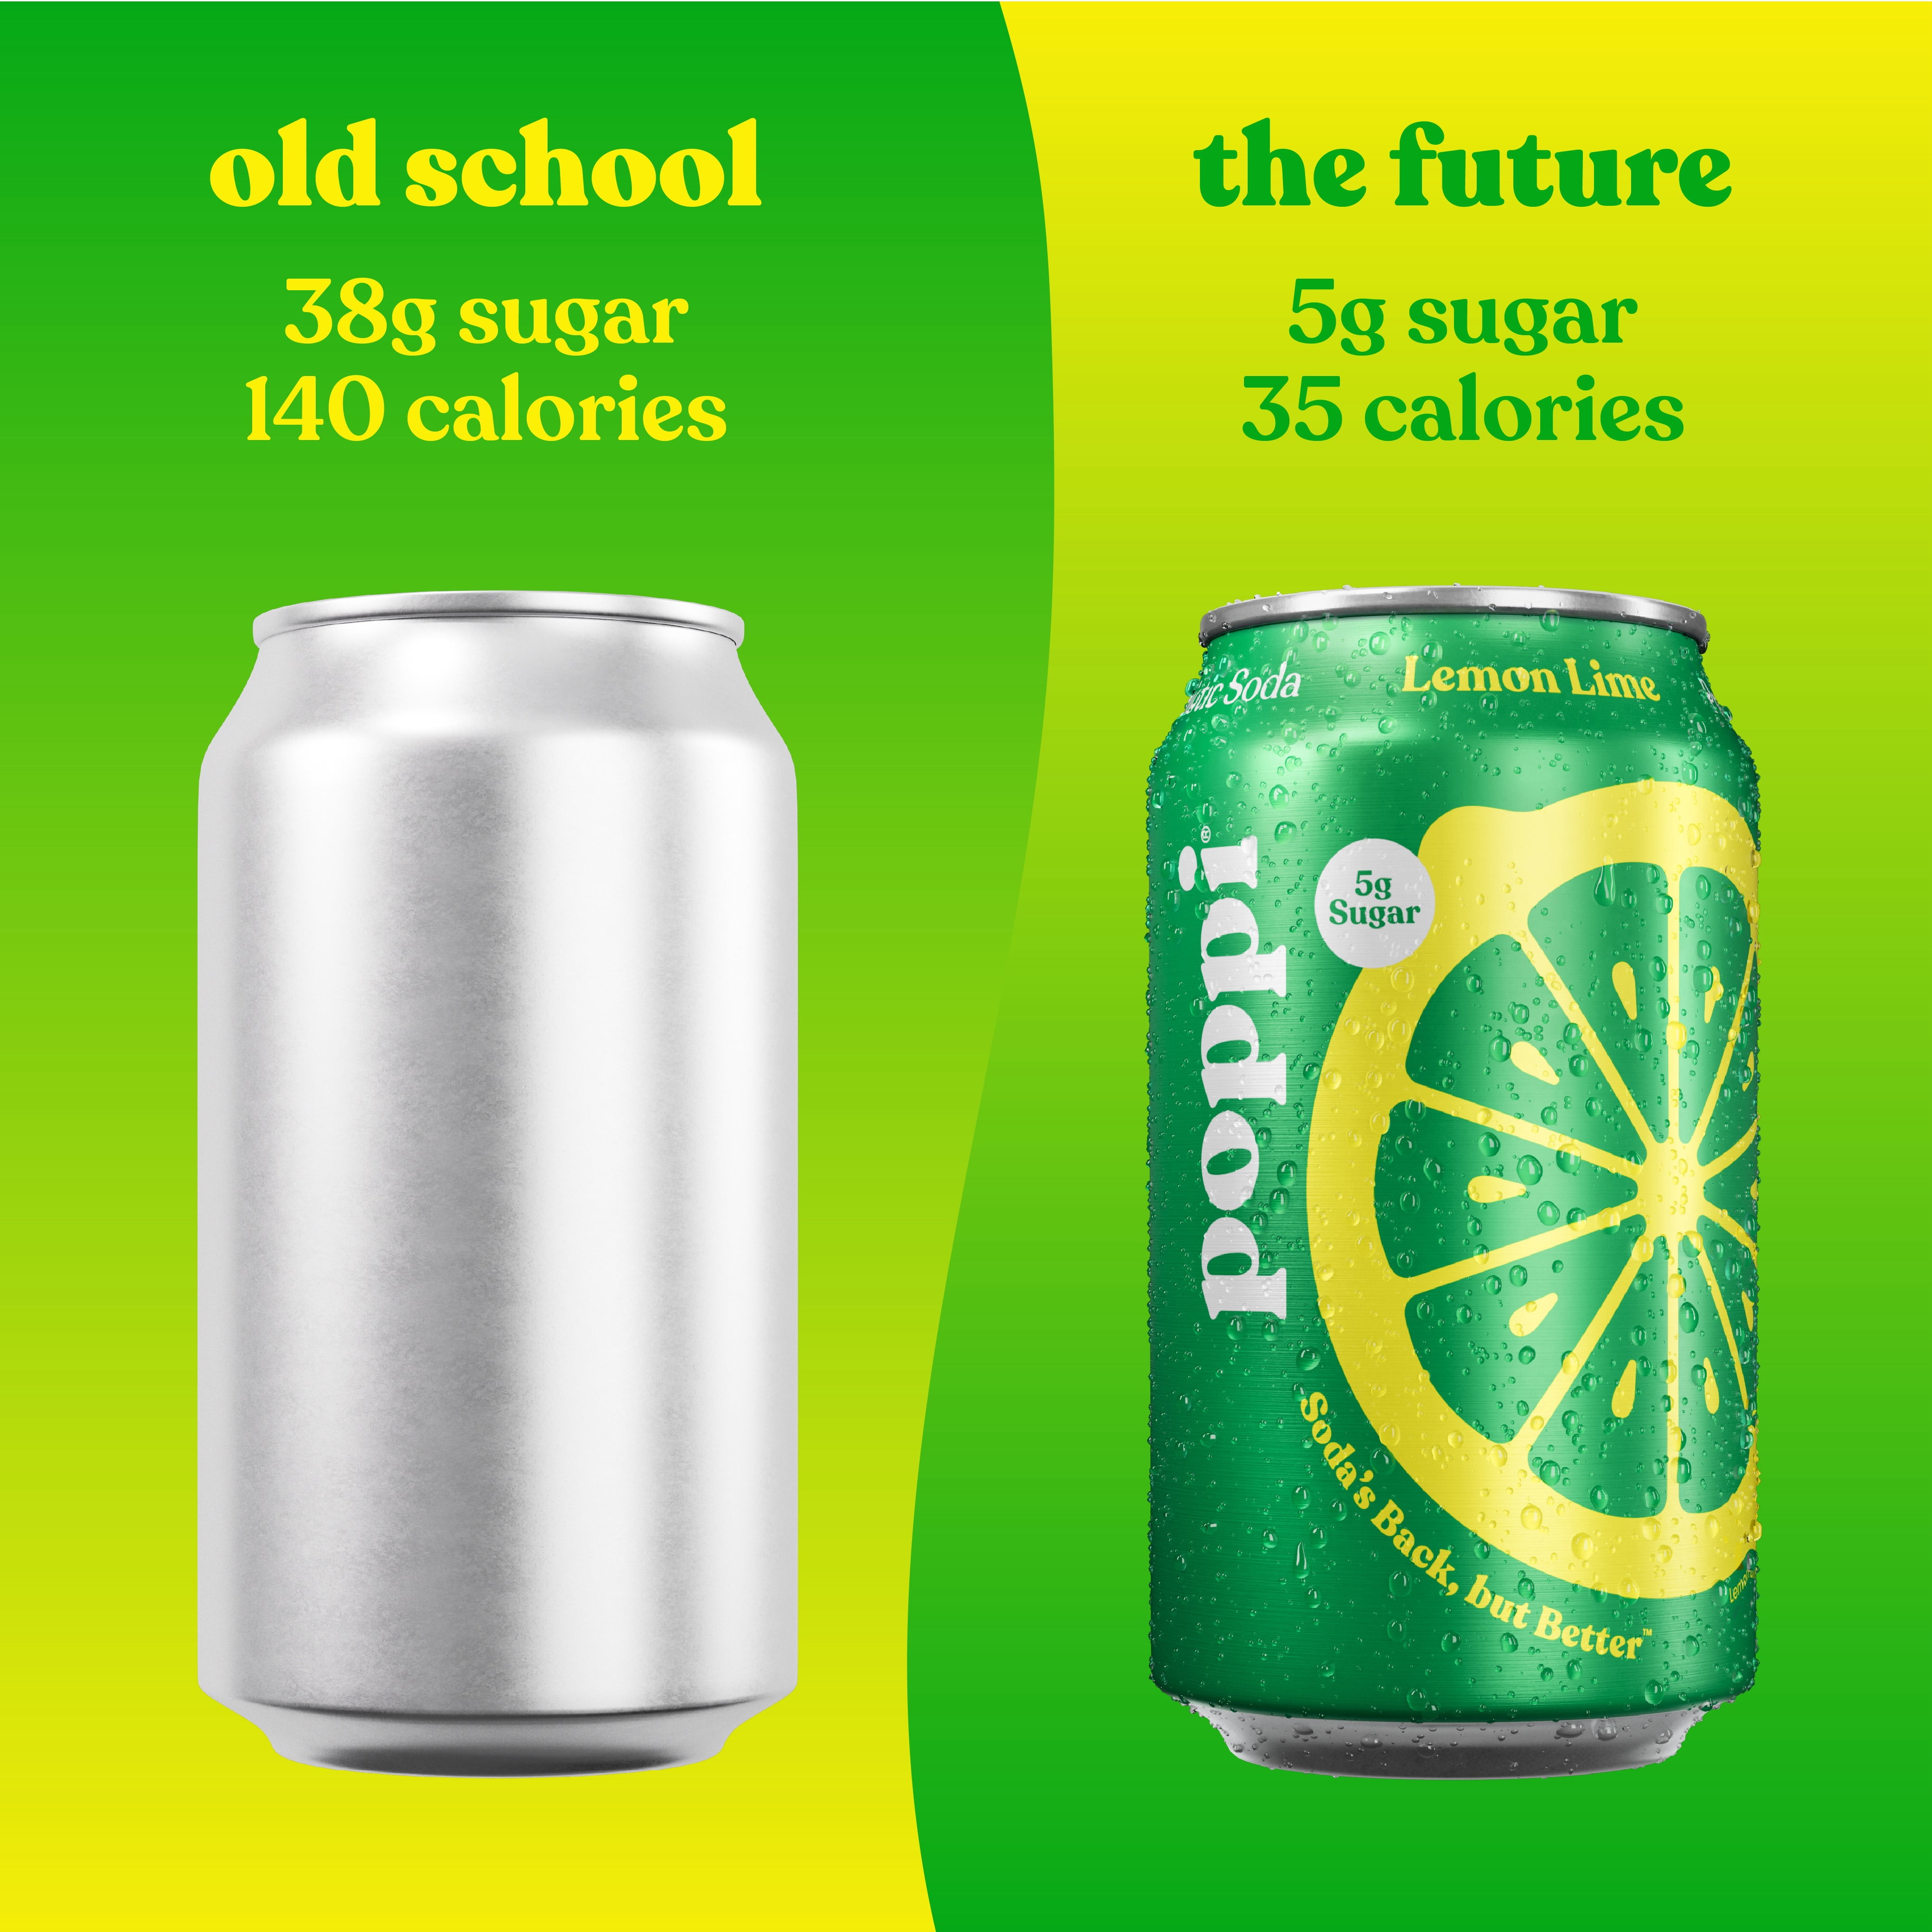 old school
38g sugar
140 calories
the future
5g sugar
35 calories
Soda
Lemon Lime
poppi®
5g
Sugar
Soda's Back, but Better™